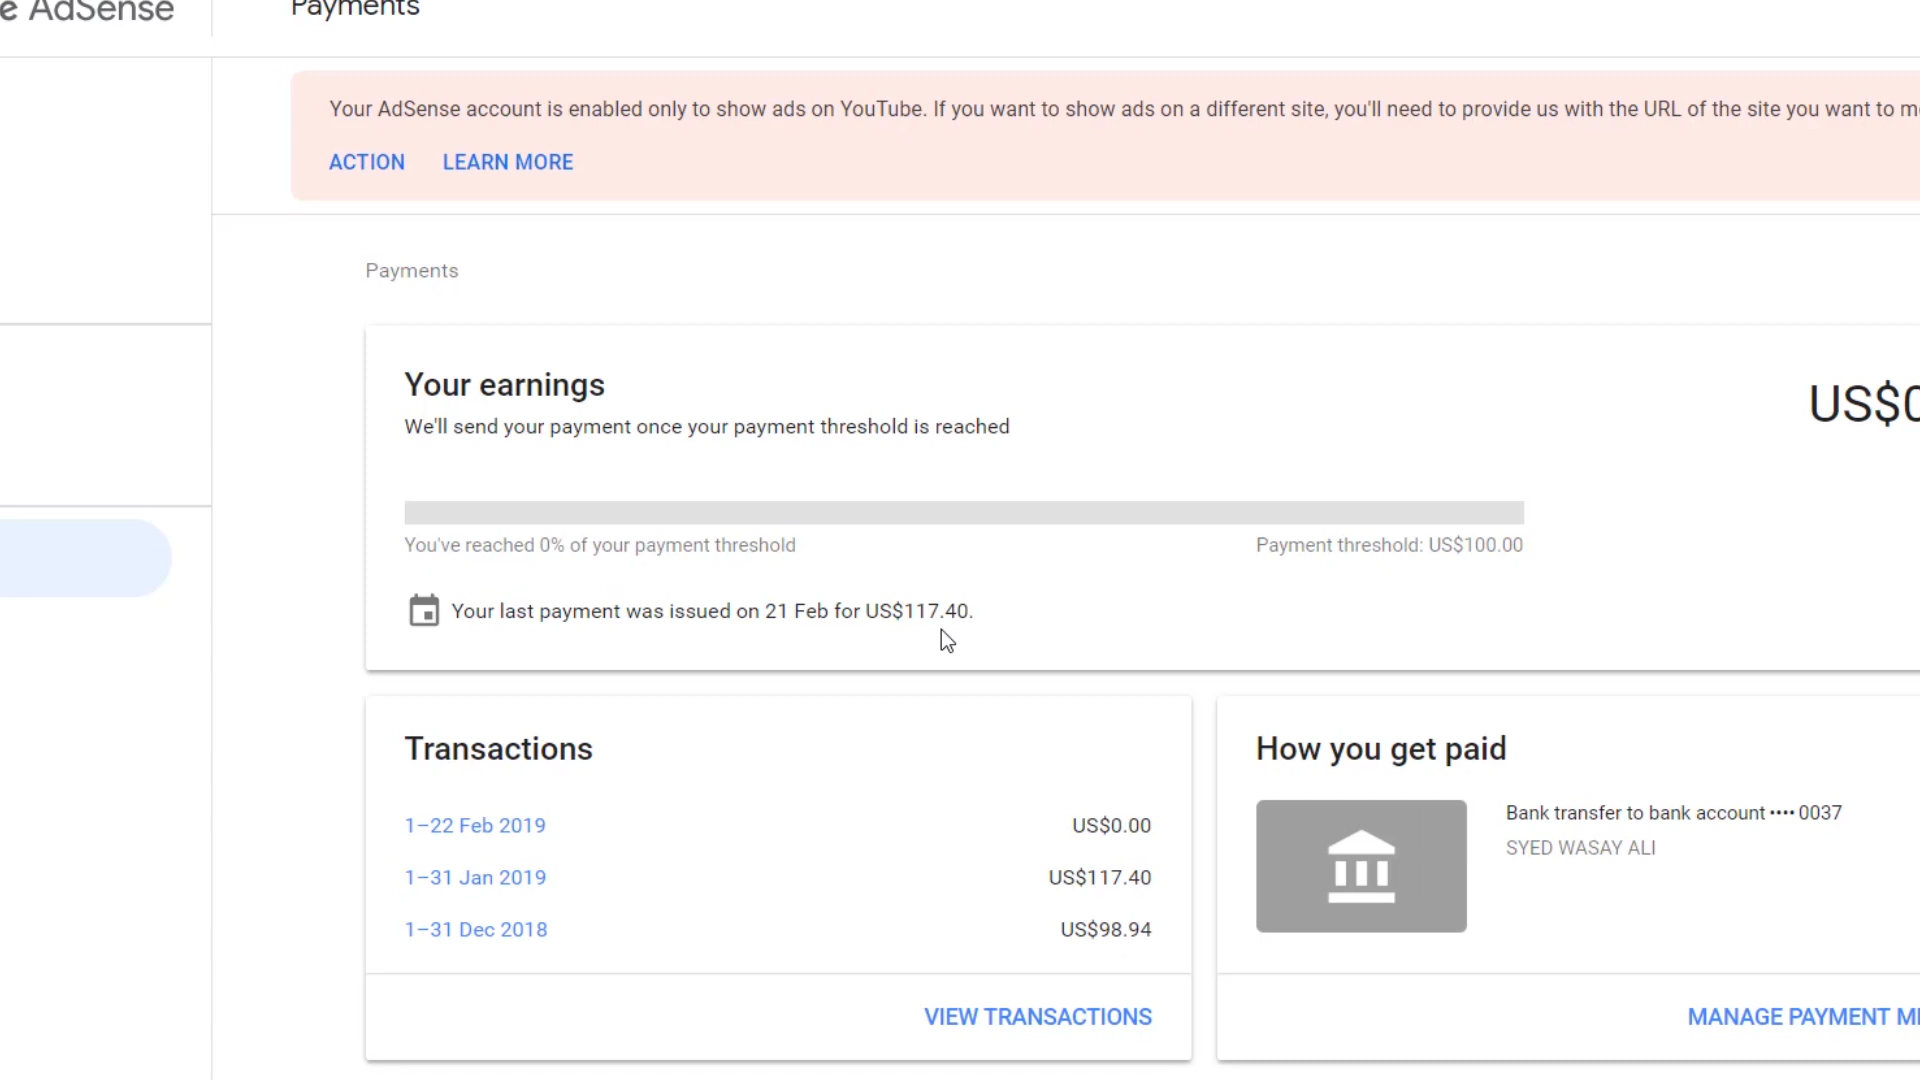 e AdSense
Payments
Your AdSense account is enabled only to show ads on YouTube. If you want to show ads on a different site, you'll need to provide us with the URL of the site you want to
ACTION LEARN MORE
Payments
Your earnings
US$0
We'll send your payment once your payment threshold is reached
You've reached 0% of your payment threshold
Payment threshold: US$100.00
Your last payment was issued on 21 Feb for US$117.40.
Transactions
1–22 Feb 2019 US$0.00
1–31 Jan 2019 US$117.40
1–31 Dec 2018 US$98.94
VIEW TRANSACTIONS
How you get paid
Bank transfer to bank account •••• 0037
SYED WASAY ALI
MANAGE PAYMENT